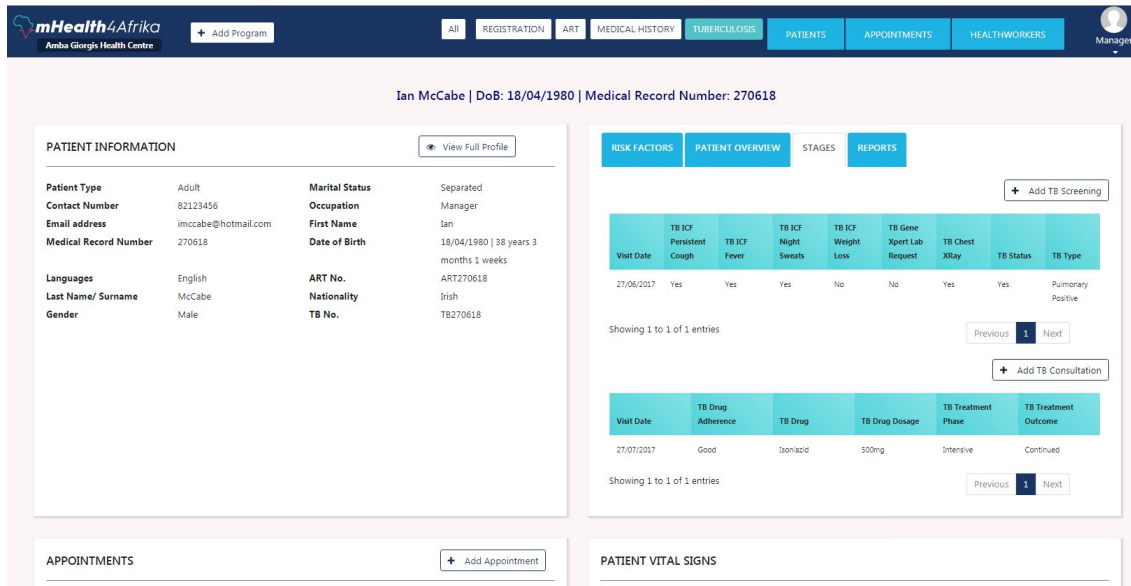 mHealth4Afrika
Amba Giorgis Health Centre
+ Add Program
All REGISTRATION ART MEDICAL HISTORY TUBERCULOSIS PATIENTS APPOINTMENTS HEALTHWORKERS
Manager
Ian McCabe | DoB: 18/04/1980 | Medical Record Number: 270618
PATIENT INFORMATION
View Full Profile
Patient Type Adult Marital Status Separated
Contact Number 82123456 Occupation Manager
Email address imccabe@hotmail.com First Name Ian
Medical Record Number 270618 Date of Birth 18/04/1980 | 38 years 3
months 1 weeks
Languages English ART No. ART270618
Last Name/ Surname McCabe Nationality Irish
Gender Male TB No. TB270618
RISK FACTORS PATIENT OVERVIEW STAGES REPORTS
+ Add TB Screening
TB ICF TB ICF TB ICF TB Gene
Persistent TB ICF Night Weight Xpert Lab TB Chest
Visit Date Cough Fever Sweats Loss Request XRay TB Status TB Type
27/06/2017 Yes Yes Yes No No Yes Yes Pulmonary
Positive
Showing 1 to 1 of 1 entries
Previous 1 Next
+ Add TB Consultation
TB Drug TB Treatment TB Treatment
Visit Date Adherence TB Drug TB Drug Dosage Phase Outcome
27/07/2017 Good Isoniazid 500mg Intensive Continued
Showing 1 to 1 of 1 entries
Previous 1 Next
APPOINTMENTS
+ Add Appointment
PATIENT VITAL SIGNS